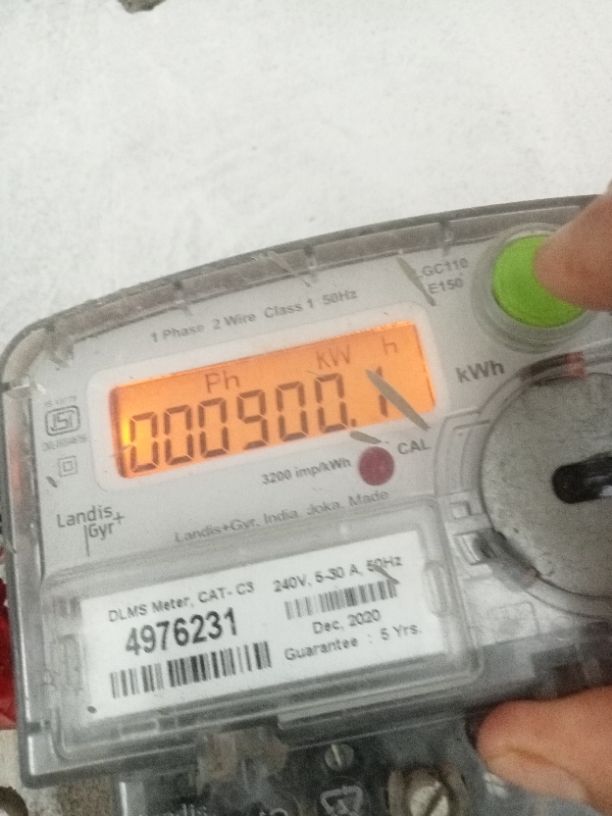 LGC110
E150
1 Phase 2 Wire Class 1 50Hz
Ph kW h
000900.1
kWh
3200 imp/kWh
CAL
Landis+
Gyr
Landis+Gyr, India, Joka, Made
DLMS Meter, CAT- C3
240V, 5-30 A, 50Hz
4976231
Dec, 2020
Guarantee : 5 Yrs.